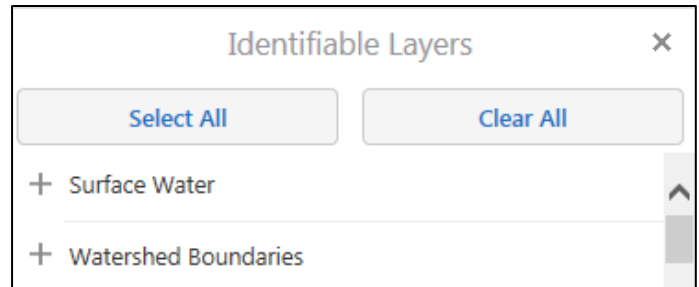 Identifiable Layers
Select All
Clear All
Surface Water
Watershed Boundaries